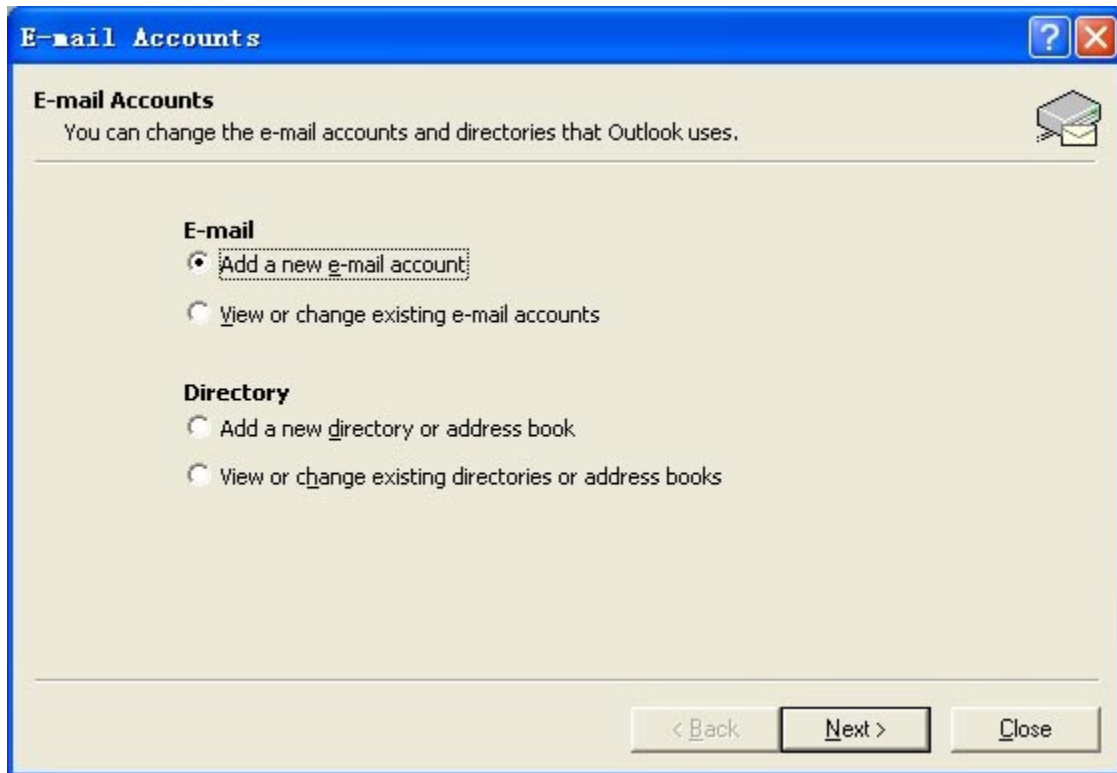 E-mail Accounts
E-mail Accounts
You can change the e-mail accounts and directories that Outlook uses.
E-mail
Add a new e-mail account
View or change existing e-mail accounts
Directory
Add a new directory or address book
View or change existing directories or address books
< Back Next > Close